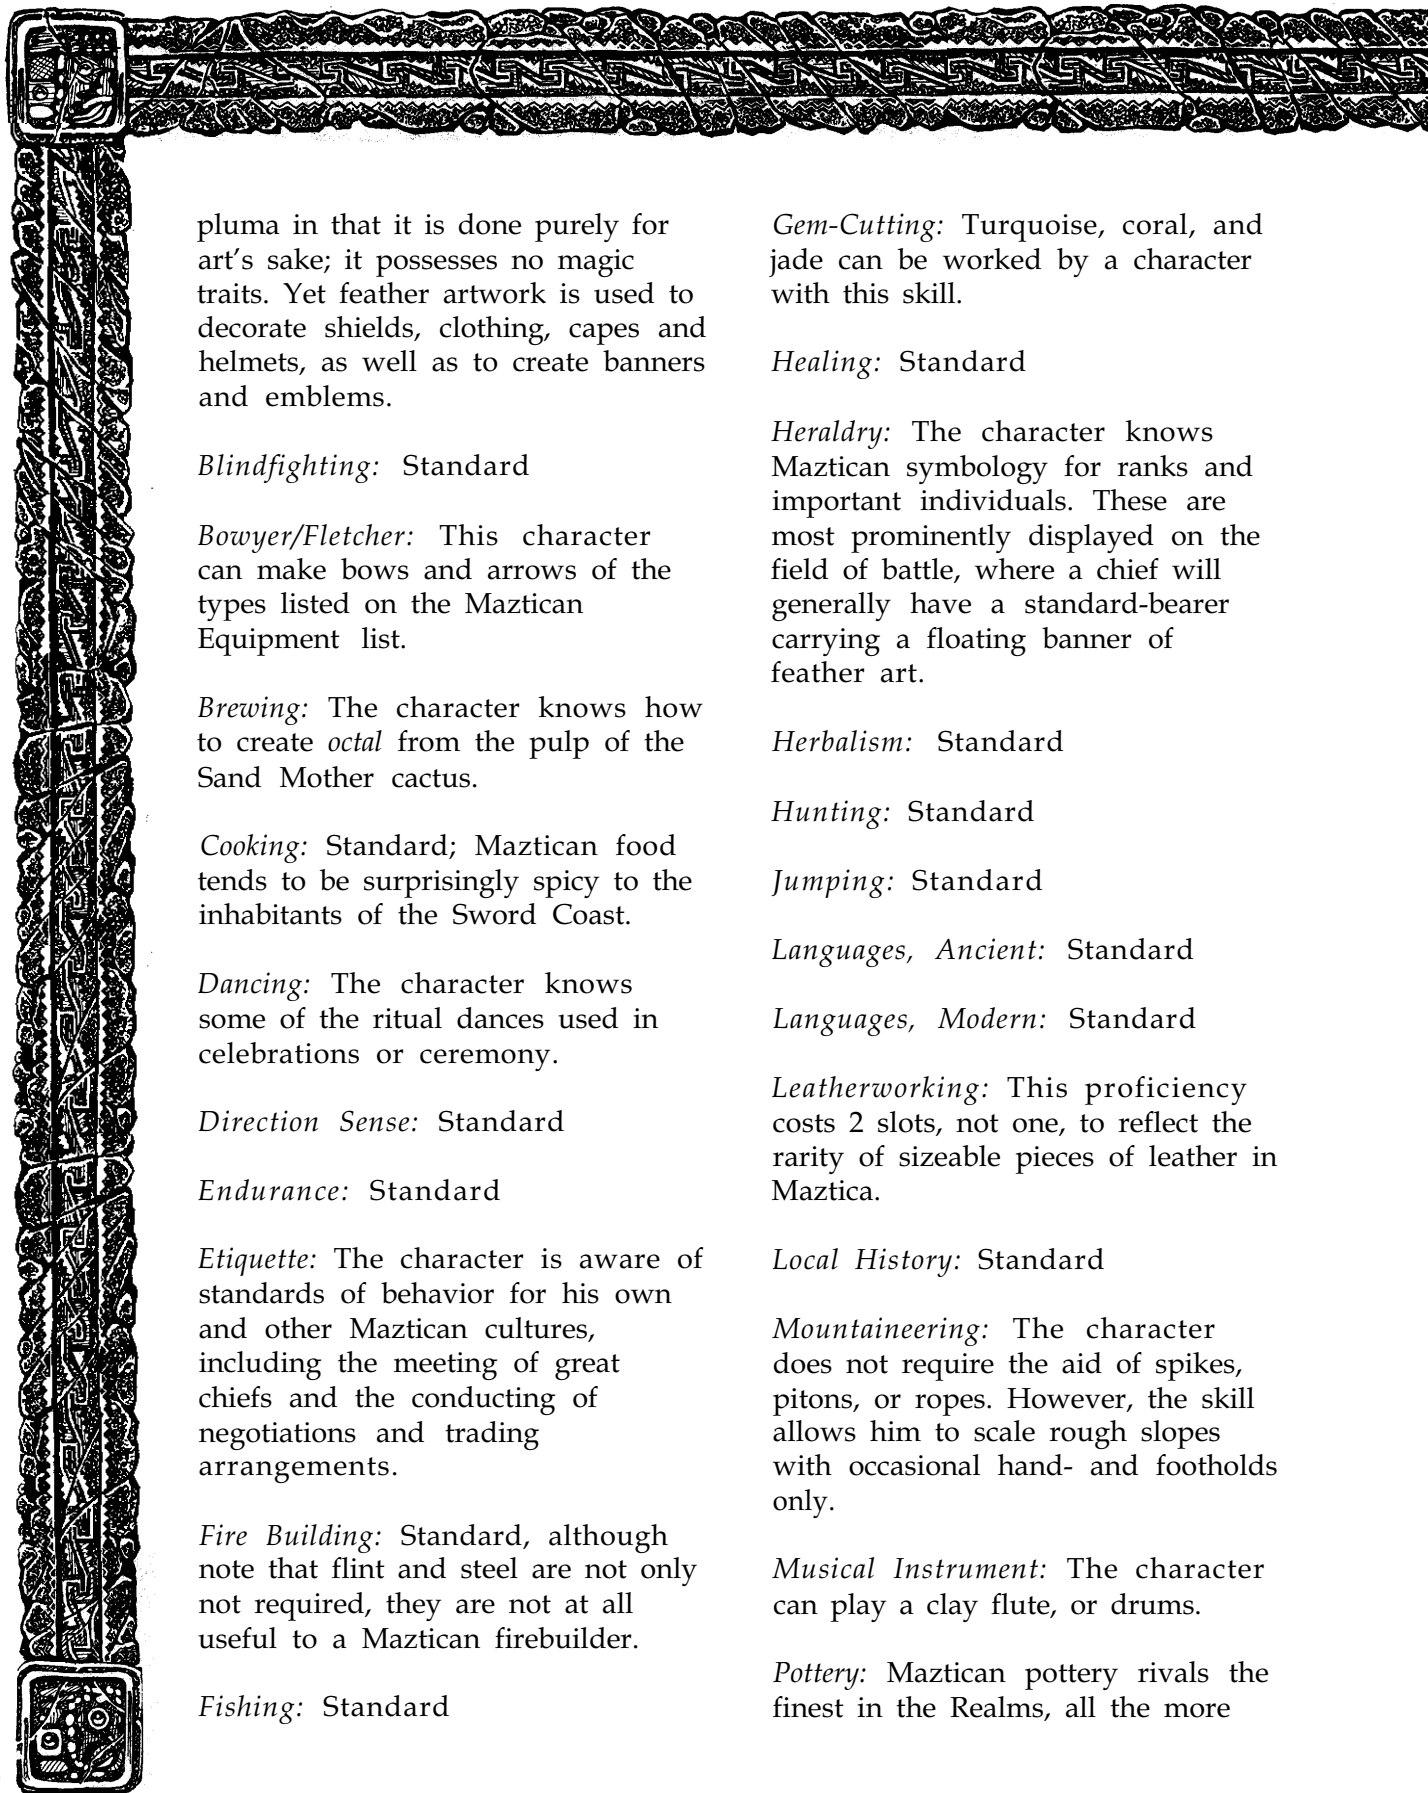 pluma in that it is done purely for
art's sake; it possesses no magic
traits. Yet feather artwork is used to
decorate shields, clothing, capes and
helmets, as well as to create banners
and emblems.
Blindfighting: Standard
Bowyer/Fletcher: This character
can make bows and arrows of the
types listed on the Maztican
Equipment list.
Brewing: The character knows how
to create octal from the pulp of the
Sand Mother cactus.
Cooking: Standard; Maztican food
tends to be surprisingly spicy to the
inhabitants of the Sword Coast.
Dancing: The character knows
some of the ritual dances used in
celebrations or ceremony.
Direction Sense: Standard
Endurance: Standard
Etiquette: The character is aware of
standards of behavior for his own
and other Maztican cultures,
including the meeting of great
chiefs and the conducting of
negotiations and trading
arrangements.
Fire Building: Standard, although
note that flint and steel are not only
not required, they are not at all
useful to a Maztican firebuilder.
Fishing: Standard
Gem-Cutting: Turquoise, coral, and
jade can be worked by a character
with this skill.
Healing: Standard
Heraldry: The character knows
Maztican symbology for ranks and
important individuals. These are
most prominently displayed on the
field of battle, where a chief will
generally have a standard-bearer
carrying a floating banner of
feather art.
Herbalism: Standard
Hunting: Standard
Jumping: Standard
Languages, Ancient: Standard
Languages, Modern: Standard
Leatherworking: This proficiency
costs 2 slots, not one, to reflect the
rarity of sizeable pieces of leather in
Maztica.
Local History: Standard
Mountaineering: The character
does not require the aid of spikes,
pitons, or ropes. However, the skill
allows him to scale rough slopes
with occasional hand- and footholds
only.
Musical Instrument: The character
can play a clay flute, or drums.
Pottery: Maztican pottery rivals the
finest in the Realms, all the more